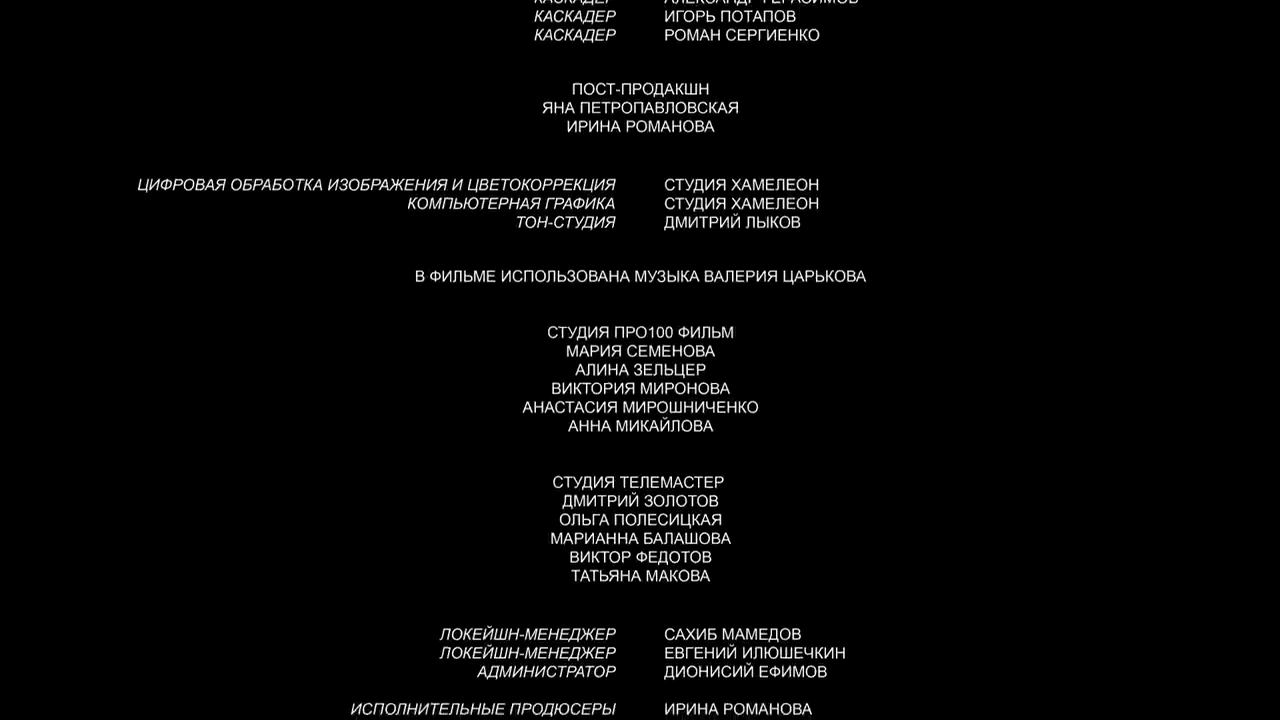 КАСКАДЕР АЛЕКСАНДР ГЕРАСИМОВ
КАСКАДЕР ИГОРЬ ПОТАПОВ
КАСКАДЕР РОМАН СЕРГИЕНКО
ПОСТ-ПРОДАКШН
ЯНА ПЕТРОПАВЛОВСКАЯ
ИРИНА РОМАНОВА
ЦИФРОВАЯ ОБРАБОТКА ИЗОБРАЖЕНИЯ И ЦВЕТОКОРРЕКЦИЯ СТУДИЯ ХАМЕЛЕОН
КОМПЬЮТЕРНАЯ ГРАФИКА СТУДИЯ ХАМЕЛЕОН
ТОН-СТУДИЯ ДМИТРИЙ ЛЫКОВ
В ФИЛЬМЕ ИСПОЛЬЗОВАНА МУЗЫКА ВАЛЕРИЯ ЦАРЬКОВА
СТУДИЯ ПРО100 ФИЛЬМ
МАРИЯ СЕМЕНОВА
АЛИНА ЗЕЛЬЦЕР
ВИКТОРИЯ МИРОНОВА
АНАСТАСИЯ МИРОШНИЧЕНКО
АННА МИКАЙЛОВА
СТУДИЯ ТЕЛЕМАСТЕР
ДМИТРИЙ ЗОЛОТОВ
ОЛЬГА ПОЛЕСИЦКАЯ
МАРИАННА БАЛАШОВА
ВИКТОР ФЕДОТОВ
ТАТЬЯНА МАКОВА
ЛОКЕЙШН-МЕНЕДЖЕР САХИБ МАМЕДОВ
ЛОКЕЙШН-МЕНЕДЖЕР ЕВГЕНИЙ ИЛЮШЕЧКИН
АДМИНИСТРАТОР ДИОНИСИЙ ЕФИМОВ
ИСПОЛНИТЕЛЬНЫЕ ПРОДЮСЕРЫ ИРИНА РОМАНОВА